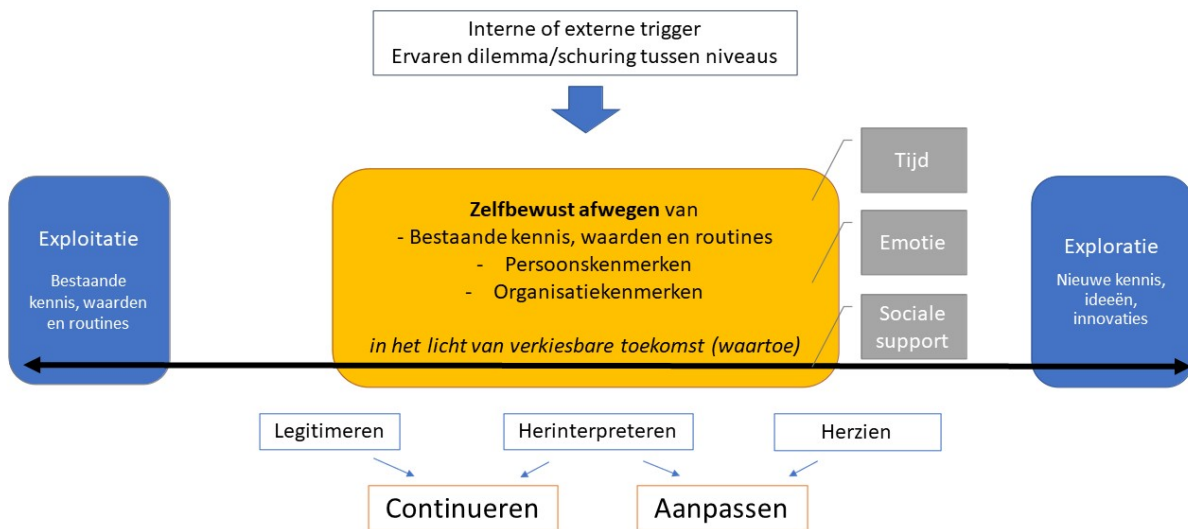 Interne of externe trigger
Ervaren dilemma/schuring tussen niveaus
Exploitatie
Bestaande
kennis, waarden
en routines
Zelfbewust afwegen van
- Bestaande kennis, waarden en routines
- Persoonskenmerken
- Organisatiekenmerken
in het licht van verkiesbare toekomst (waartoe)
Tijd
Emotie
Sociale
support
Exploratie
Nieuwe kennis,
ideeën,
innovaties
Legitimeren
Herinterpreteren
Herzien
Continueren
Aanpassen